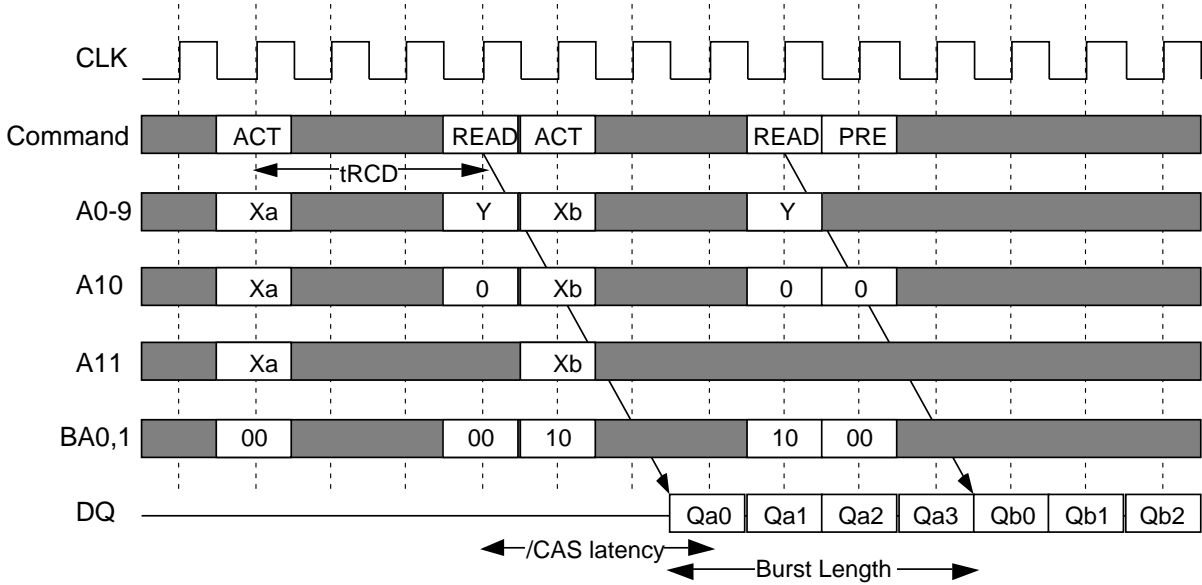 CLK
Command ACT READ ACT READ PRE
tRCD
A0-9 Xa Y Xb Y
A10 Xa 0 Xb 0 0
A11 Xa Xb
BA0,1 00 00 10 10 00
DQ Qa0 Qa1 Qa2 Qa3 Qb0 Qb1 Qb2
/CAS latency
Burst Length